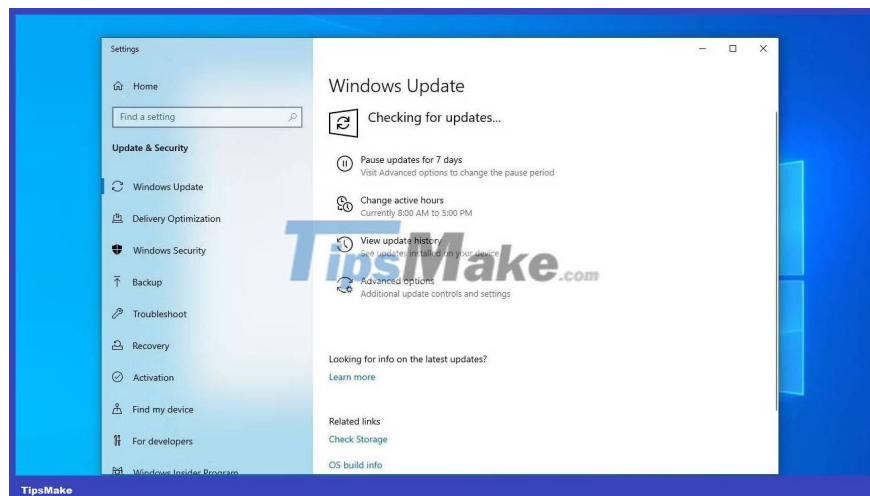 Settings
Home
Find a setting
Update & Security
Windows Update
Delivery Optimization
Windows Security
Backup
Troubleshoot
Recovery
Activation
Find my device
For developers
Windows Insider Program
Windows Update
Checking for updates...
Pause updates for 7 days
Visit Advanced options to change the pause period
Change active hours
Currently 8:00 AM to 5:00 PM
View update history
See updates installed on your device
Advanced options
Additional update controls and settings
Looking for info on the latest updates?
Learn more
Related links
Check Storage
OS build info
TipsMake.com
TipsMake